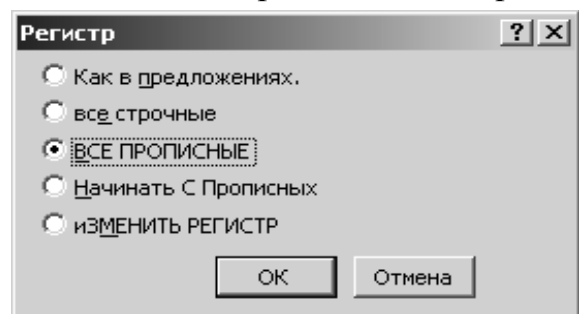 Регистр
Как в предложениях.
все строчные
ВСЕ ПРОПИСНЫЕ
Начинать С Прописных
иЗМЕНИТЬ РЕГИСТР
ОК Отмена